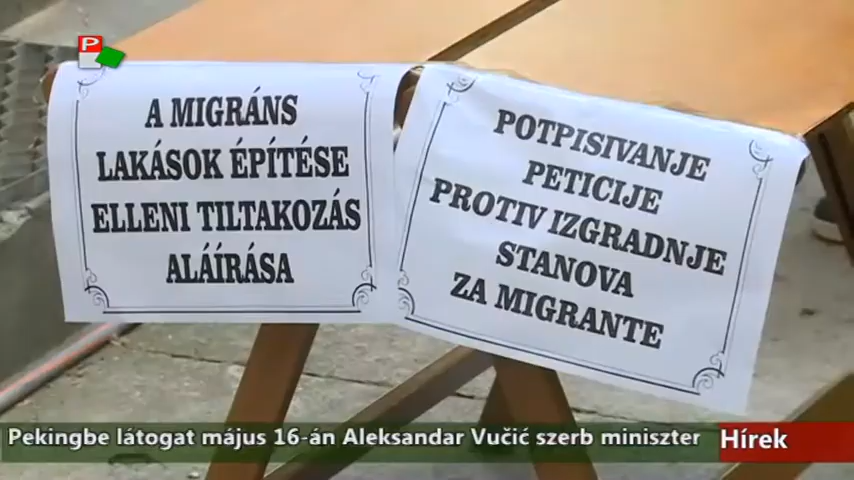 P
A MIGRÁNS
LAKÁSOK ÉPÍTÉSE
ELLENI TILTAKOZÁS
ALÁÍRÁSA
POTPISIVANJE
PETICIJE
PROTIV IZGRADNJE
STANOVA
ZA MIGRANTE
Pekingbe látogat május 16-án Aleksandar Vučić szerb miniszter
Hírek